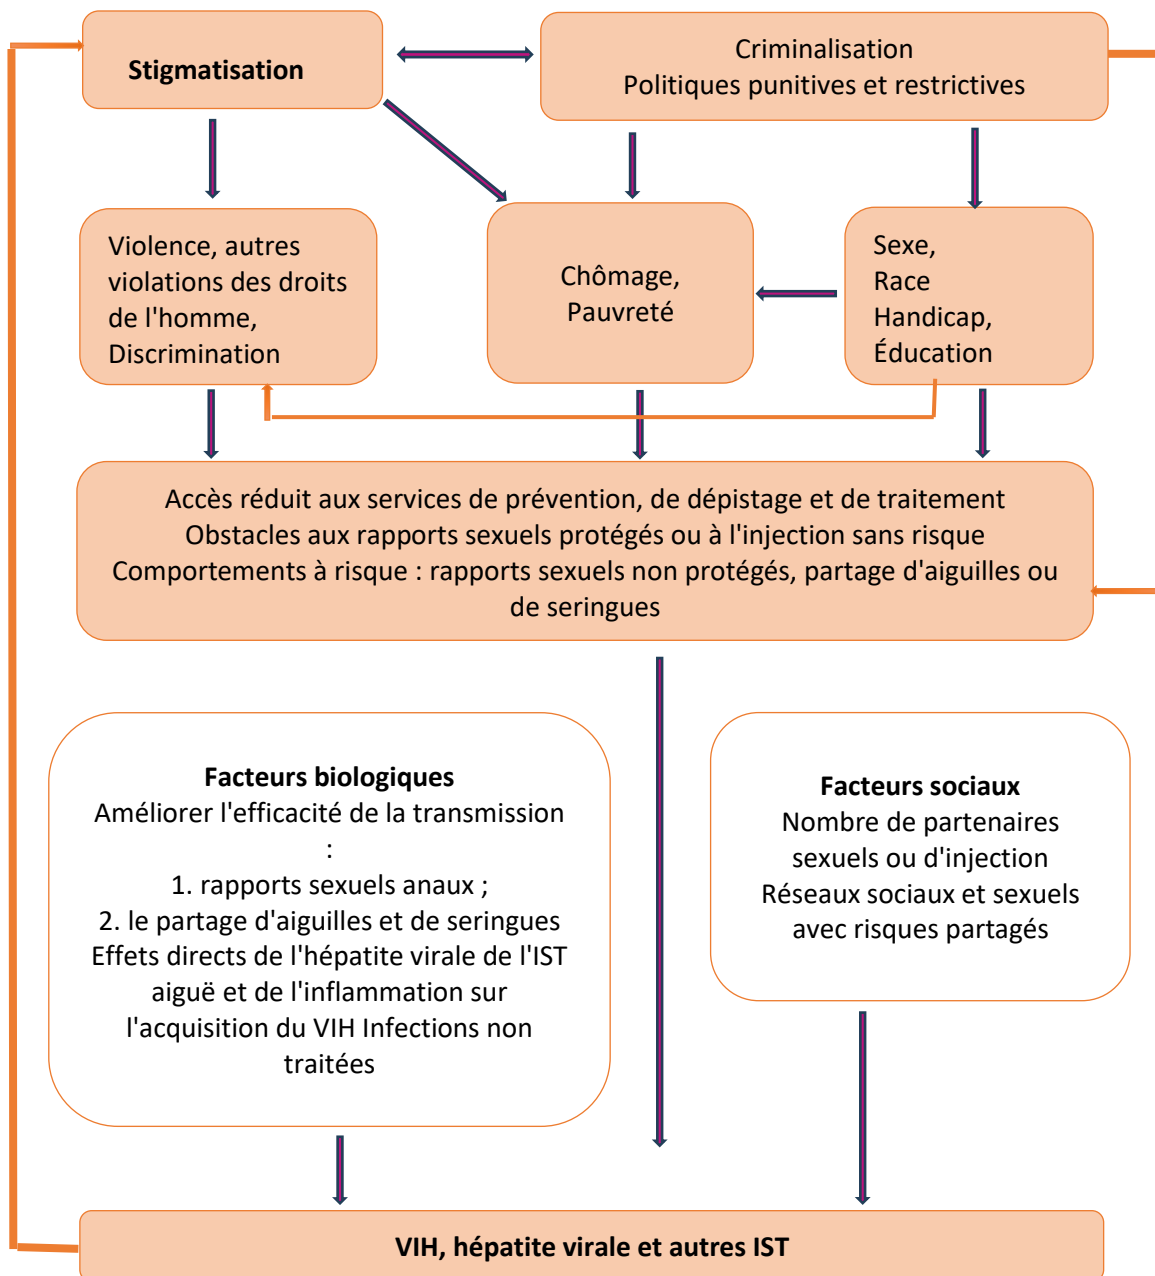 Stigmatisation
Criminalisation
Politiques punitives et restrictives
Violence, autres
violations des droits
de l'homme,
Discrimination
Chômage,
Pauvreté
Sexe,
Race
Handicap,
Éducation
Accès réduit aux services de prévention, de dépistage et de traitement
Obstacles aux rapports sexuels protégés ou à l'injection sans risque
Comportements à risque : rapports sexuels non protégés, partage d'aiguilles ou
de seringues
Facteurs biologiques
Améliorer l'efficacité de la transmission
:
1. rapports sexuels anaux ;
2. le partage d'aiguilles et de seringues
Effets directs de l'hépatite virale de l'IST
aiguë et de l'inflammation sur
l'acquisition du VIH Infections non
traitées
Facteurs sociaux
Nombre de partenaires
sexuels ou d'injection
Réseaux sociaux et sexuels
avec risques partagés
VIH, hépatite virale et autres IST